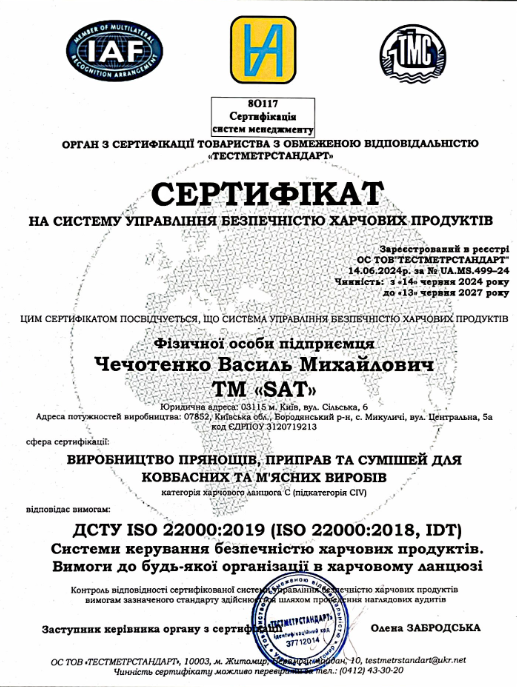 MEMBER OF MULTILATERAL
IAF
RECOGNITION ARRANGEMENT
ТМС
8O117
Сертифікація
систем менеджменту
ОРГАН З СЕРТИФІКАЦІЇ ТОВАРИСТВА З ОБМЕЖЕНОЮ ВІДПОВІДАЛЬНІСТЮ
«ТЕСТМЕТРСТАНДАРТ»
СЕРТИФІКАТ
НА СИСТЕМУ УПРАВЛІННЯ БЕЗПЕЧНІСТЮ ХАРЧОВИХ ПРОДУКТІВ
Зареєстрований в реєстрі
ОС ТОВ"ТЕСТМЕТРСТАНДАРТ"
14.06.2024р. за № UA.MS.499–24
Чинність: з «14» червня 2024 року
до «13» червня 2027 року
ЦИМ СЕРТИФІКАТОМ ПОСВІДЧУЄТЬСЯ, ЩО СИСТЕМА УПРАВЛІННЯ БЕЗПЕЧНІСТЮ ХАРЧОВИХ ПРОДУКТІВ
Фізичної особи підприємця
Чечотенко Василь Михайлович
ТМ «SAT»
Юридична адреса: 03115 м. Київ, вул. Сільська, 6
Адреса потужностей виробництва: 07852, Київська обл., Бородянський р-н, с. Микуличі, вул. Центральна, 5а
код ЄДРПОУ 3120719213
сфера сертифікації:
ВИРОБНИЦТВО ПРЯНОЩІВ, ПРИПРАВ ТА СУМІШЕЙ ДЛЯ
КОВБАСНИХ ТА М'ЯСНИХ ВИРОБІВ
категорія харчового ланцюга С (підкатегорія CIV)
відповідає вимогам:
ДСТУ ISO 22000:2019 (ISO 22000:2018, IDT)
Системи керування безпечністю харчових продуктів.
Вимоги до будь-якої організації в харчовому ланцюзі
Контроль відповідності сертифікованої системи управління безпечністю харчових продуктів
вимогам зазначеного стандарту здійснюється шляхом проведення наглядових аудитів
Заступник керівника органу з сертифікації Олена ЗАБРОДСЬКА
«ТЕСТМЕТРСТАНДАРТ»
ідентифікаційний код
37712014
ОС ТОВ «ТЕСТМЕТРСТАНДАРТ», 10003, м. Житомир, 10, testmetrstandart@ukr.net
Чинність сертифікату можливо перевірити за тел.: (0412) 43-30-20